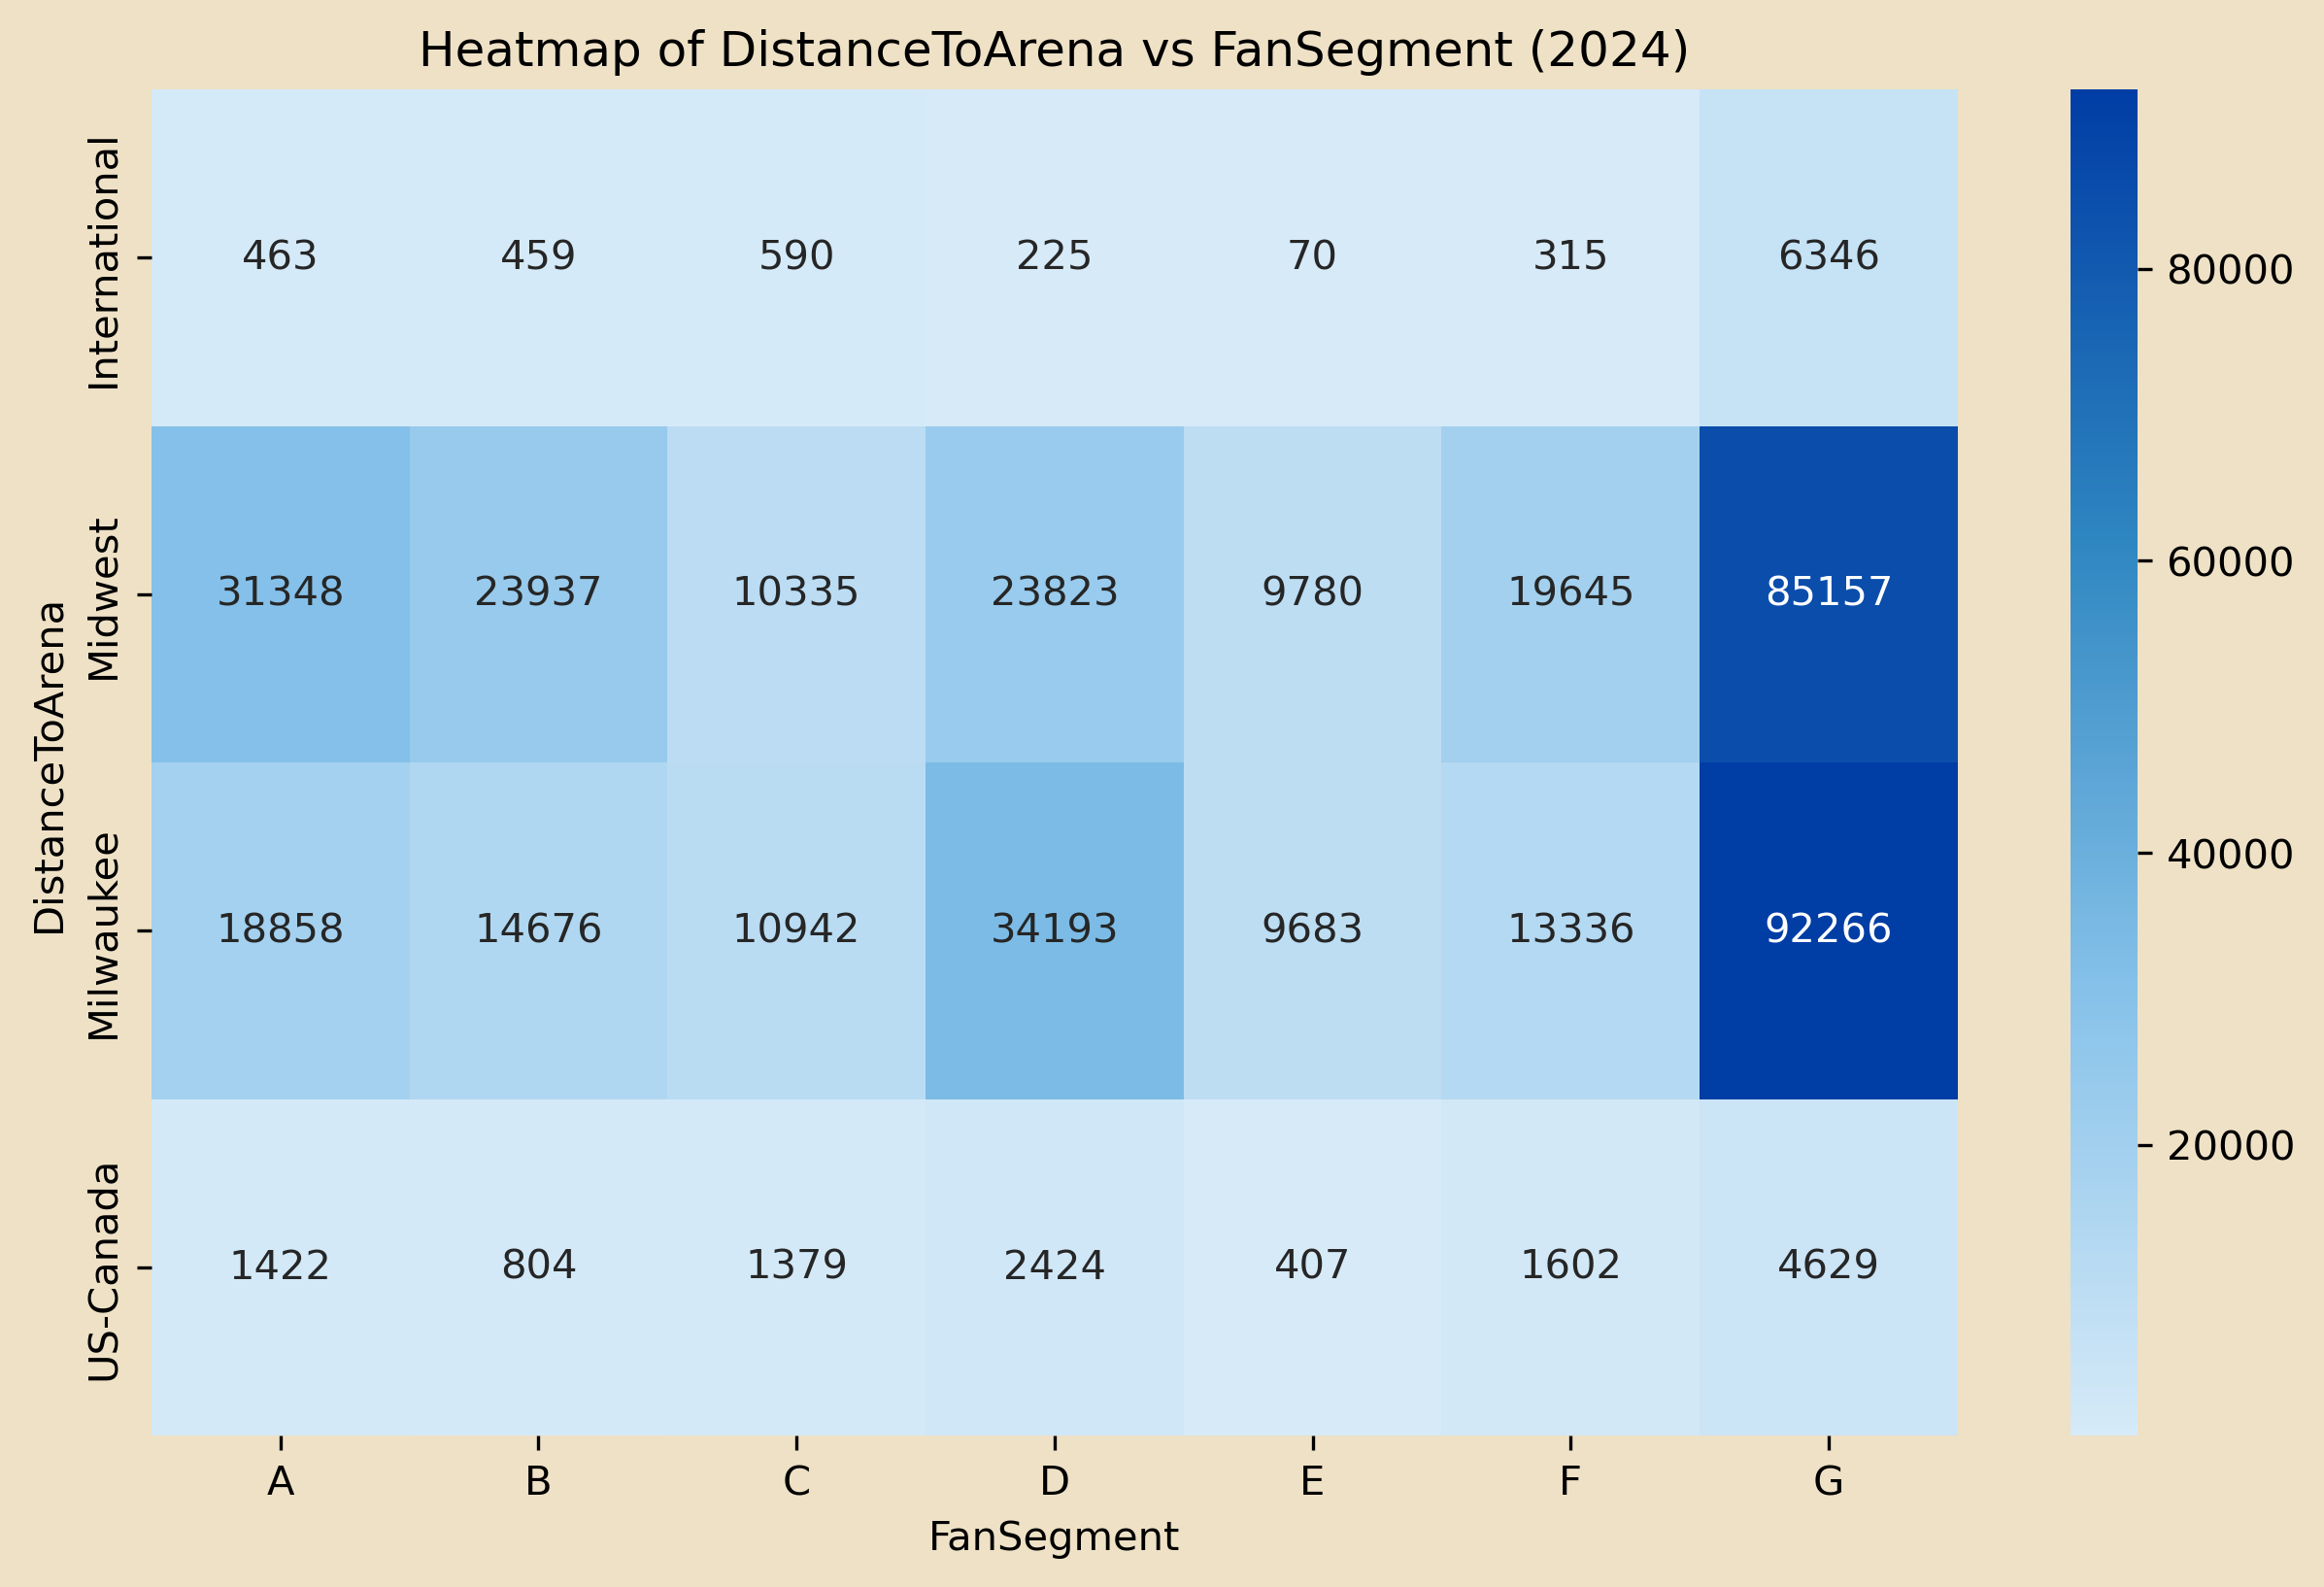 Heatmap of DistanceToArena vs FanSegment (2024)
DistanceToArena
International
463 459 590 225 70 315 6346
Midwest
31348 23937 10335 23823 9780 19645 85157
Milwaukee
18858 14676 10942 34193 9683 13336 92266
US-Canada
1422 804 1379 2424 407 1602 4629
A B C D E F G
FanSegment
80000
60000
40000
20000